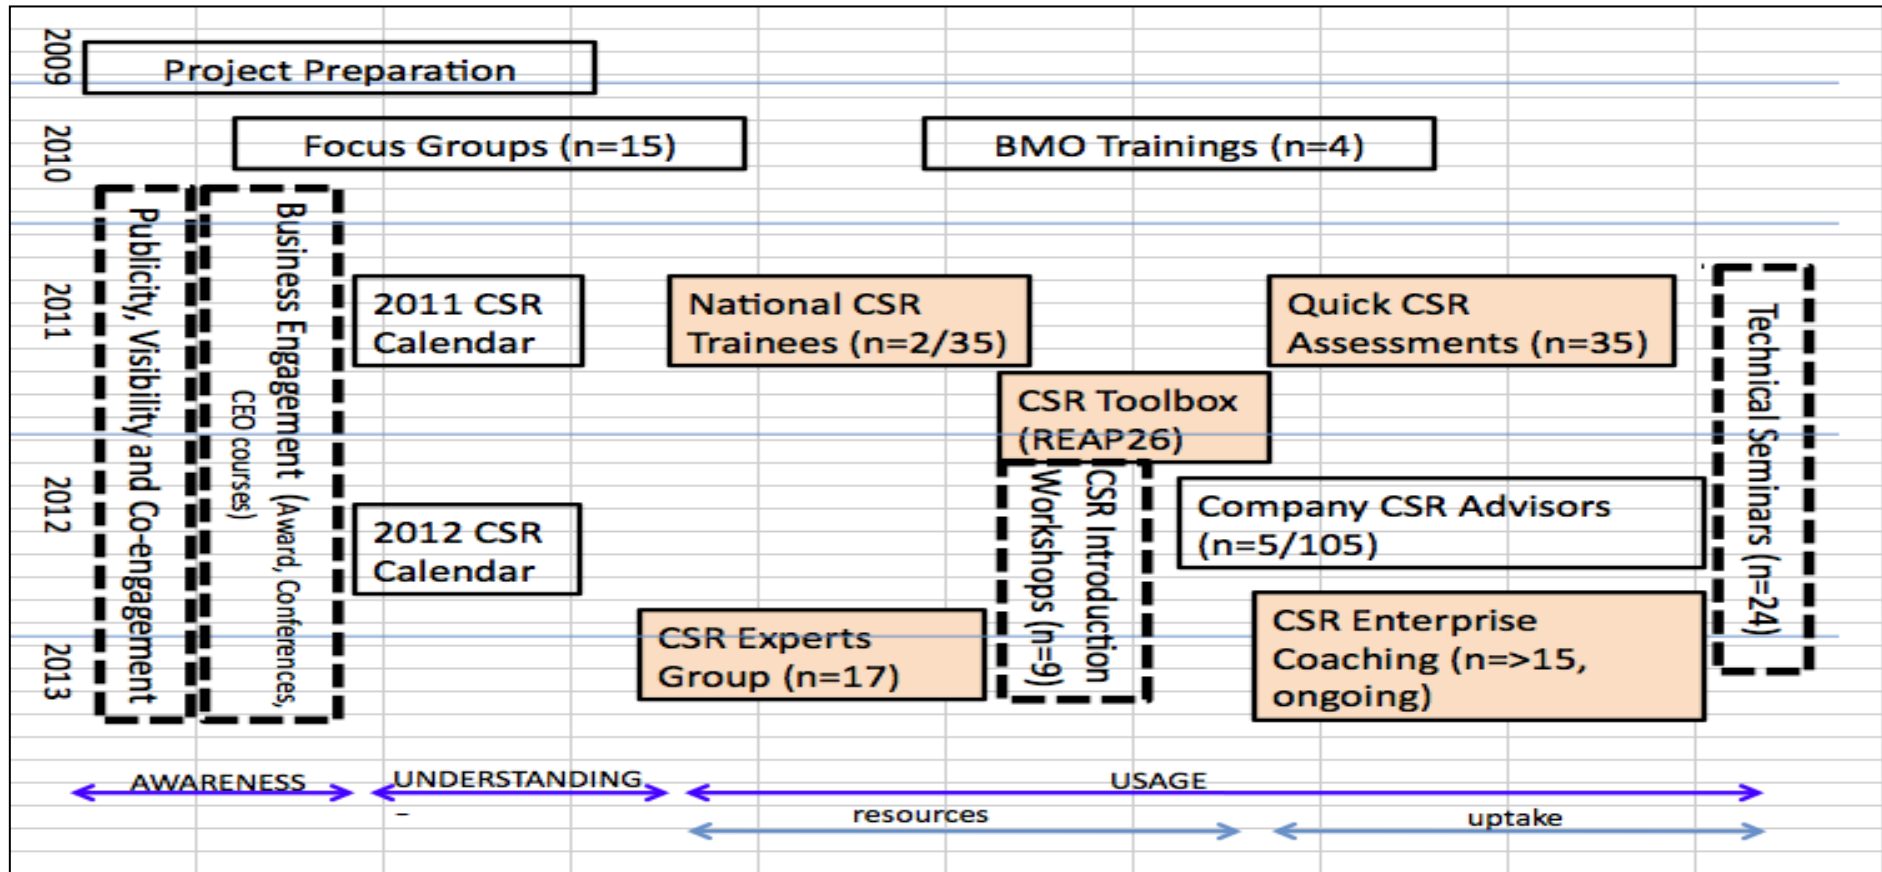 2009
Project Preparation
2010
Focus Groups (n=15)
BMO Trainings (n=4)
Publicity, Visibility and Co-engagement
Business Engagement (Award, Conferences,
CEO courses)
2011
2011 CSR
Calendar
National CSR
Trainees (n=2/35)
Quick CSR
Assessments (n=35)
Technical Seminars (n=24)
CSR Toolbox
(REAP26)
2012
2012 CSR
Calendar
CSR Introduction
Workshops (n=9)
Company CSR Advisors
(n=5/105)
2013
CSR Experts
Group (n=17)
CSR Enterprise
Coaching (n=>15,
ongoing)
AWARENESS
UNDERSTANDING
USAGE
resources
uptake